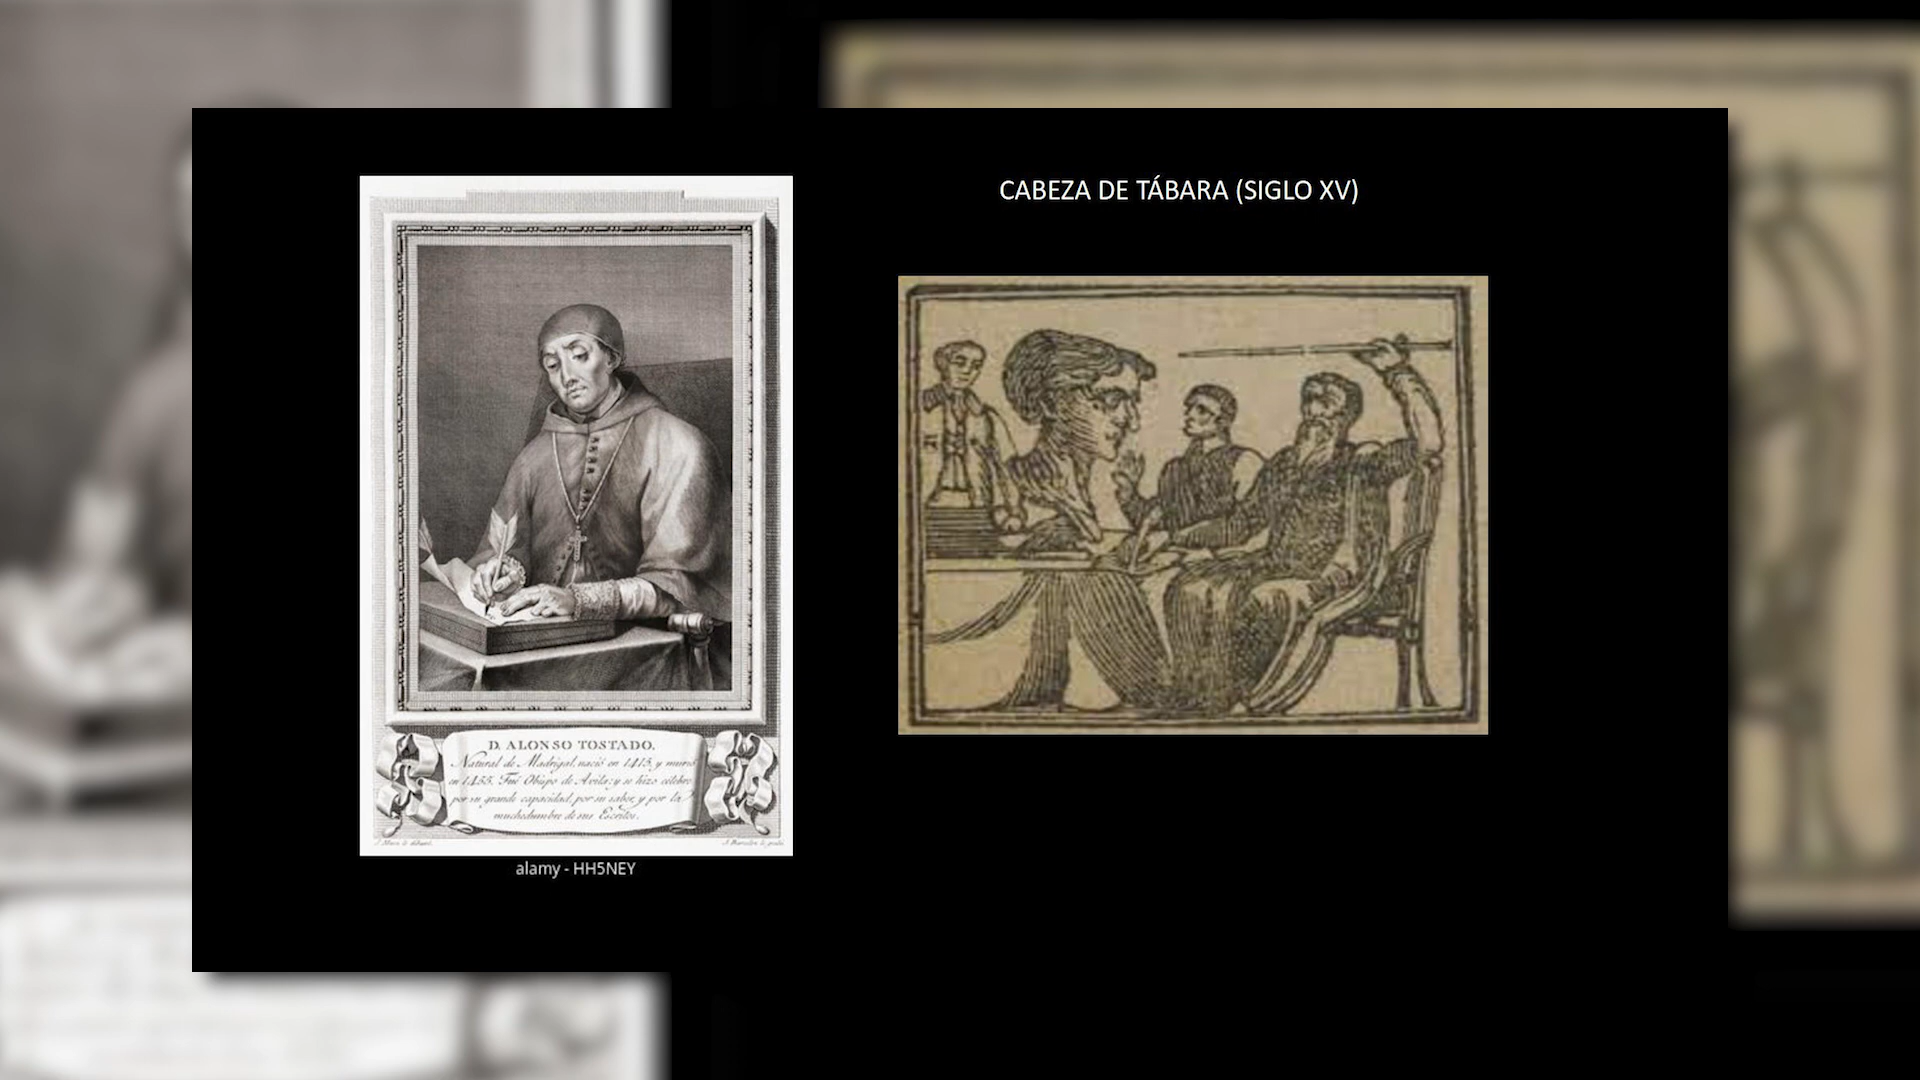 CABEZA DE TÁBARA (SIGLO XV)
D. ALONSO TOSTADO,
Natural de Madrigal, nació en 1415, y murió
en 1455. Fué Obispo de Avila; y se hizo célebre
por su grande capacidad, por su saber, y por la
muchedumbre de sus Escritos.
alamy - HH5NEY